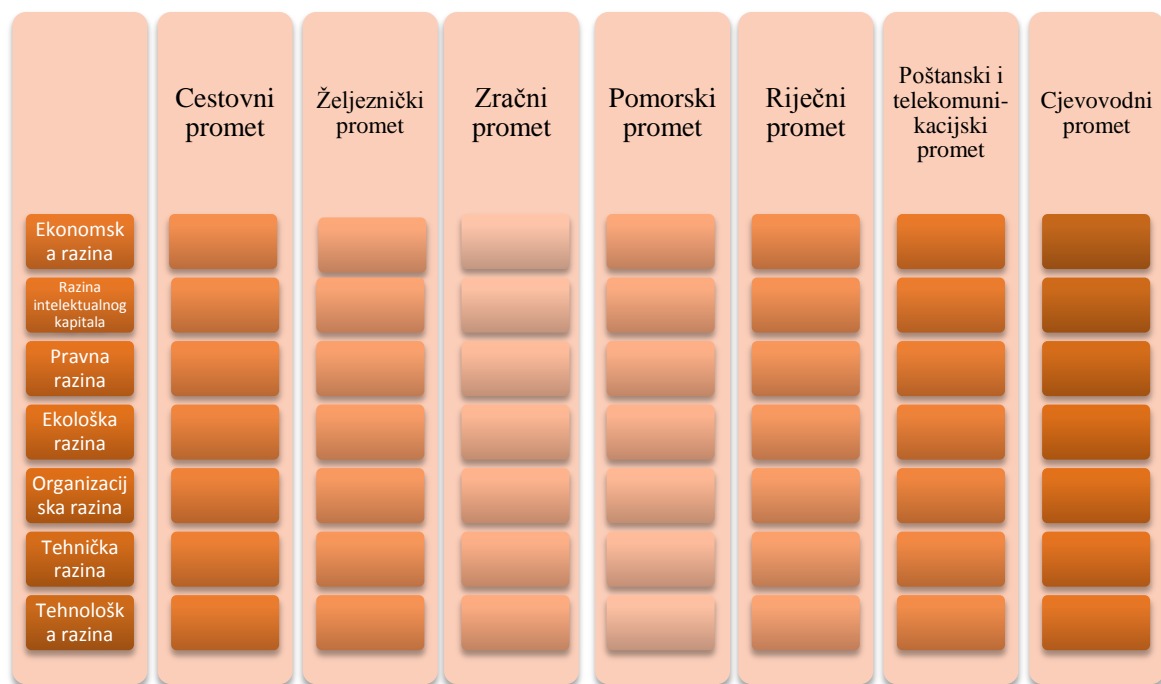 Cestovni
promet
Željeznički
promet
Zračni
promet
Pomorski
promet
Riječni
promet
Poštanski i
telekomuni-
kacijski
promet
Cjevovodni
promet
Ekonomsk
a razina
Razina
intelektualnog
kapitala
Pravna
razina
Ekološka
razina
Organizacij
ska razina
Tehnička
razina
Tehnološk
a razina